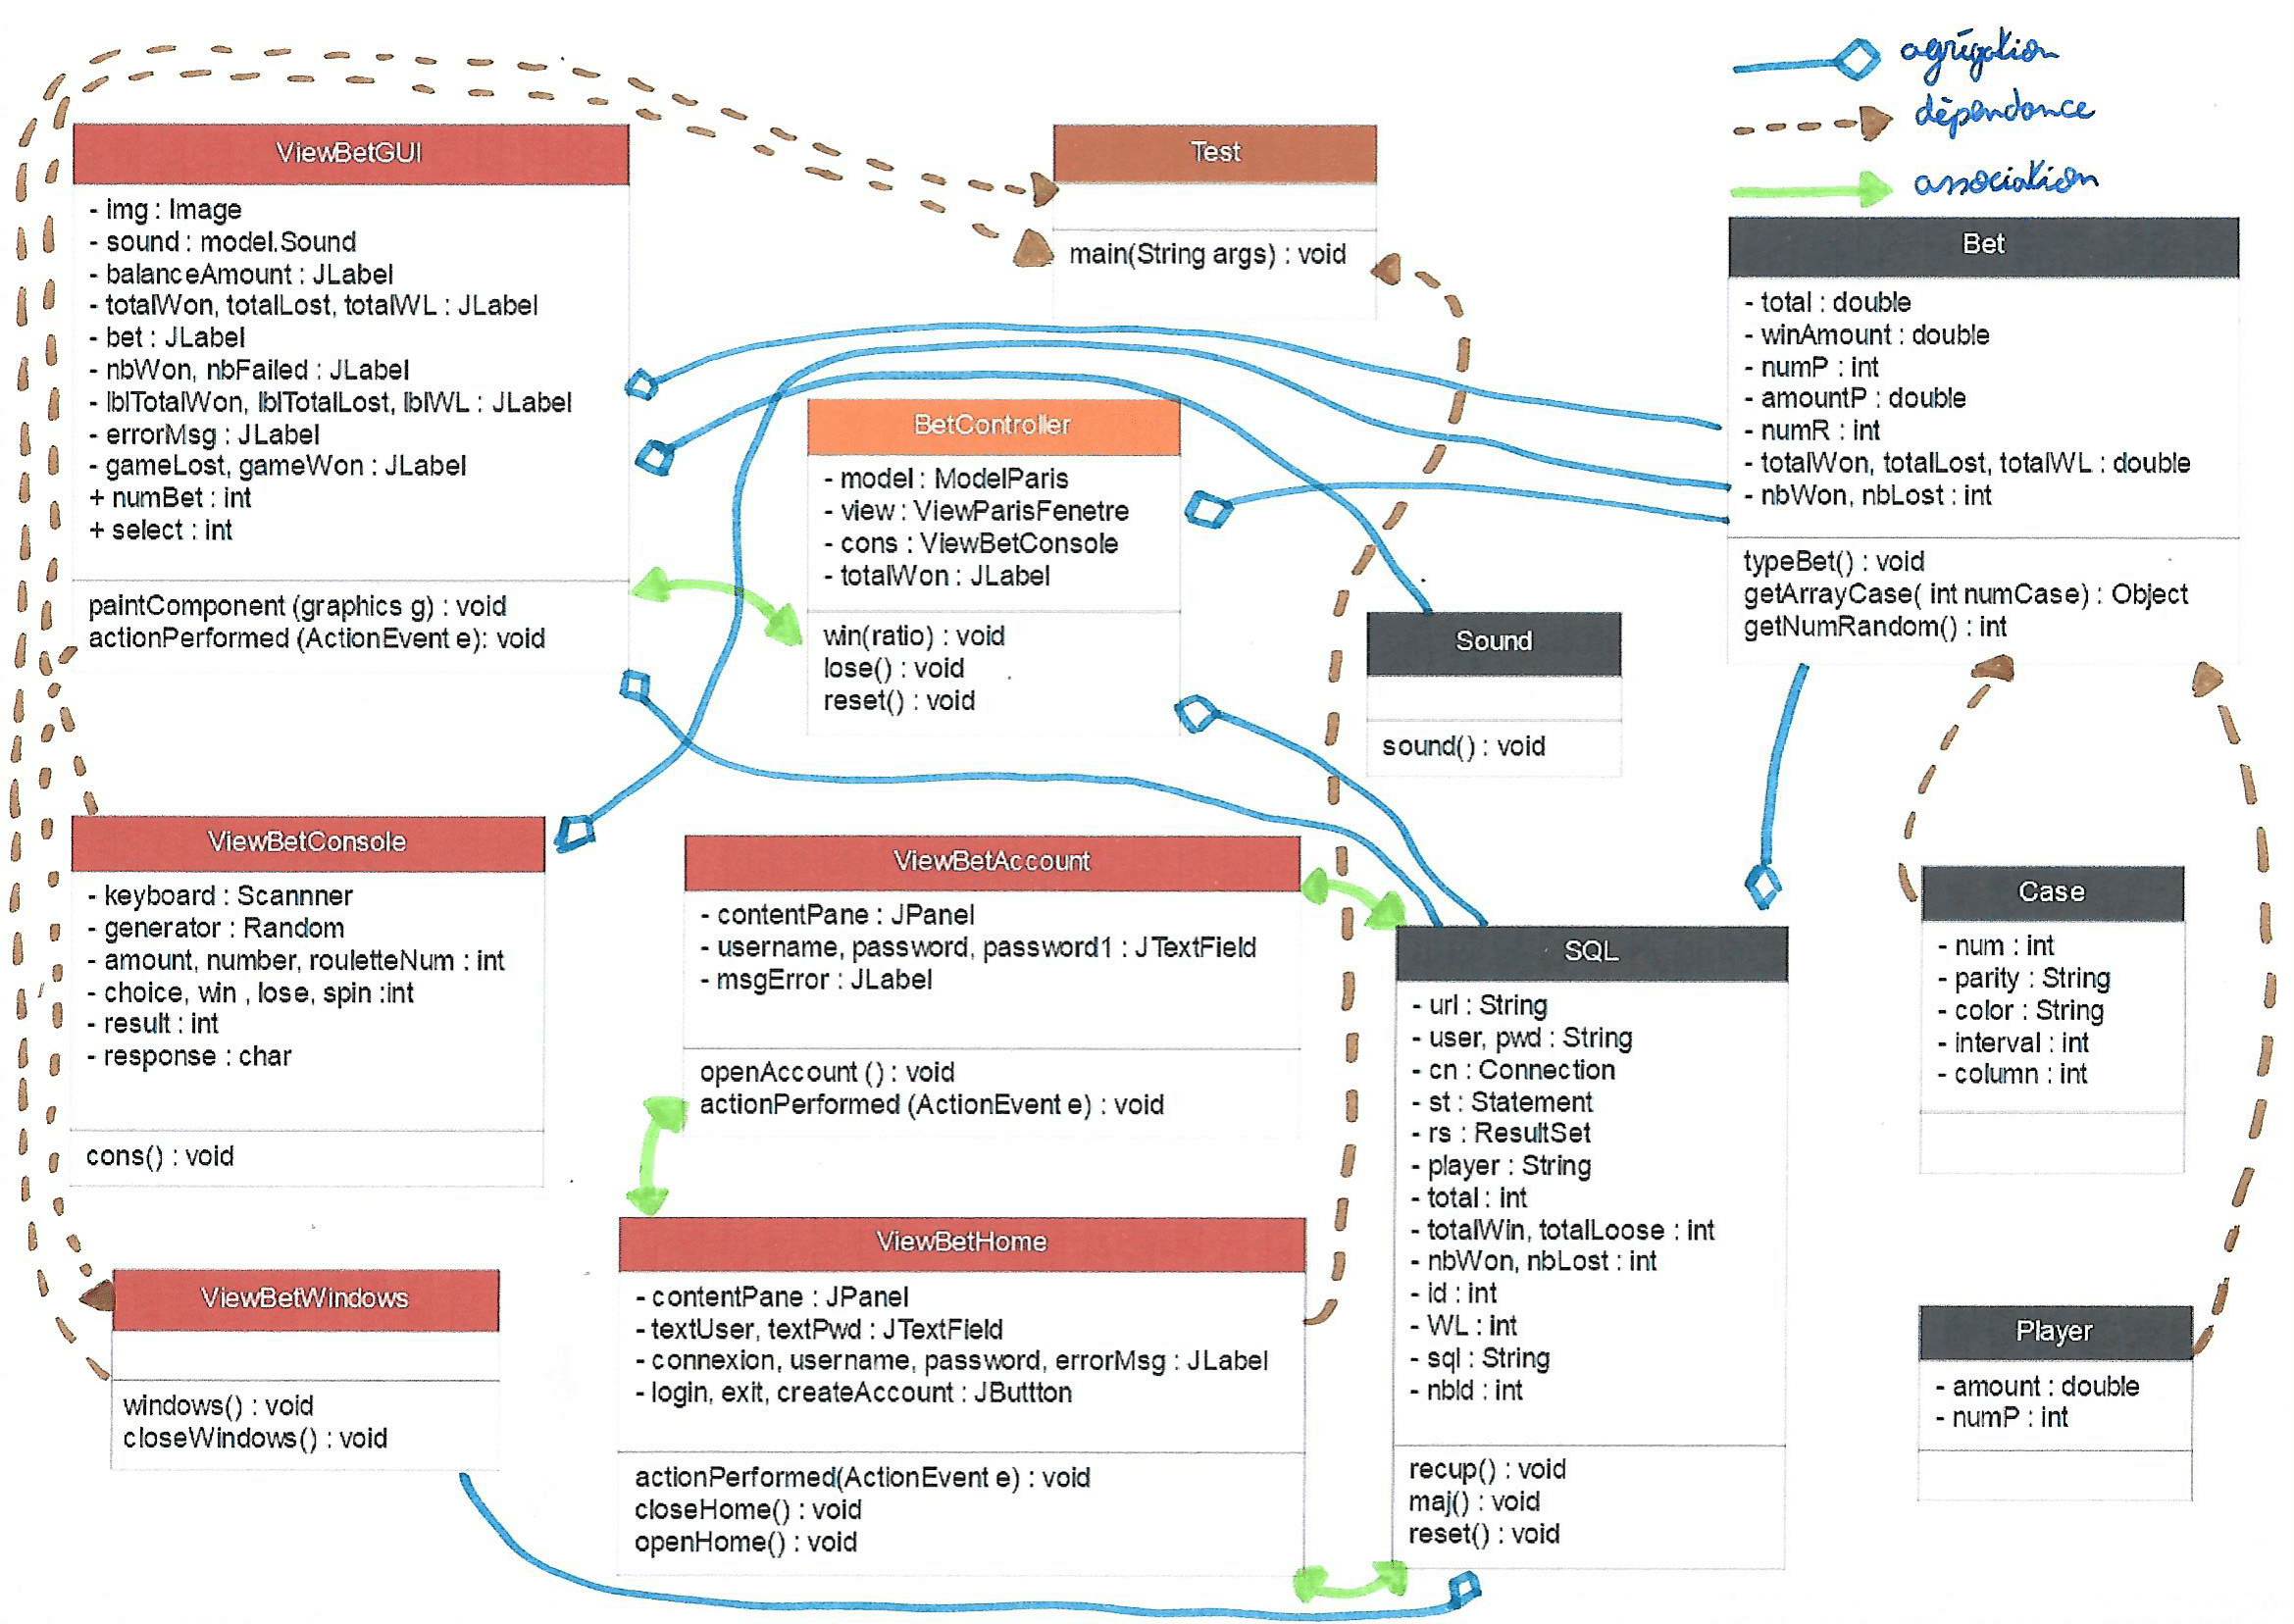 agrégation
dépendance
association
ViewBetGUI
- img : Image
- sound : model.Sound
- balanceAmount : JLabel
- totalWon, totalLost, totalWL : JLabel
- bet : JLabel
- nbWon, nbFailed : JLabel
- lblTotalWon, lblTotalLost, lblWL : JLabel
- errorMsg : JLabel
- gameLost, gameWon : JLabel
+ numBet : int
+ select : int
paintComponent (graphics g) : void
actionPerformed (ActionEvent e): void
Test
main(String args) : void
Bet
- total : double
- winAmount : double
- numP : int
- amountP : double
- numR : int
- totalWon, totalLost, totalWL : double
- nbWon, nbLost : int
typeBet() : void
getArrayCase( int numCase) : Object
getNumRandom() : int
BetController
- model : ModelParis
- view : ViewParisFenetre
- cons : ViewBetConsole
- totalWon : JLabel
win(ratio) : void
lose() : void
reset() : void
Sound
sound() : void
ViewBetConsole
- keyboard : Scannner
- generator : Random
- amount, number, rouletteNum : int
- choice, win , lose, spin :int
- result : int
- response : char
cons() : void
ViewBetAccount
- contentPane : JPanel
- username, password, password1 : JTextField
- msgError : JLabel
openAccount () : void
actionPerformed (ActionEvent e) : void
SQL
- url : String
- user, pwd : String
- cn : Connection
- st : Statement
- rs : ResultSet
- player : String
- total : int
- totalWin, totalLoose : int
- nbWon, nbLost : int
- id : int
- WL : int
- sql : String
- nbId : int
recup() : void
maj() : void
reset() : void
Case
- num : int
- parity : String
- color : String
- interval : int
- column : int
ViewBetHome
- contentPane : JPanel
- textUser, textPwd : JTextField
- connexion, username, password, errorMsg : JLabel
- login, exit, createAccount : JButtton
actionPerformed(ActionEvent e) : void
closeHome() : void
openHome() : void
ViewBetWindows
windows() : void
closeWindows() : void
Player
- amount : double
- numP : int